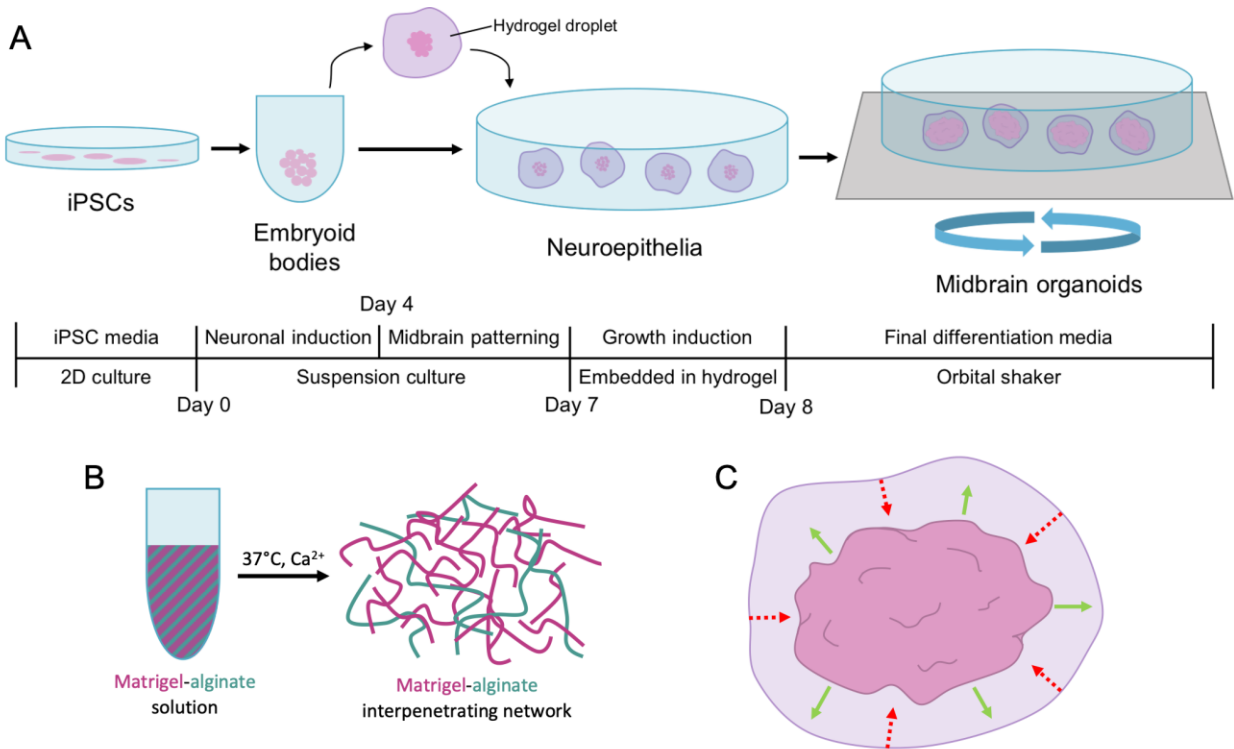 A
Hydrogel droplet
iPSCs
Embryoid
bodies
Neuroepithelia
Midbrain organoids
Day 4
iPSC media
Neuronal induction
Midbrain patterning
Growth induction
Final differentiation media
2D culture
Suspension culture
Embedded in hydrogel
Orbital shaker
Day 0
Day 7
Day 8
B
37°C, Ca²⁺
Matrigel-alginate
solution
Matrigel-alginate
interpenetrating network
C